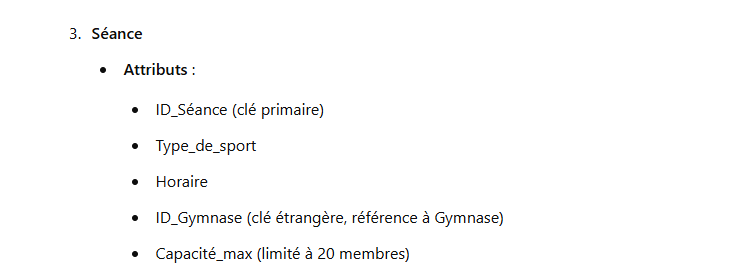 3. Séance
• Attributs :
• ID_Séance (clé primaire)
• Type_de_sport
• Horaire
• ID_Gymnase (clé étrangère, référence à Gymnase)
• Capacité_max (limité à 20 membres)